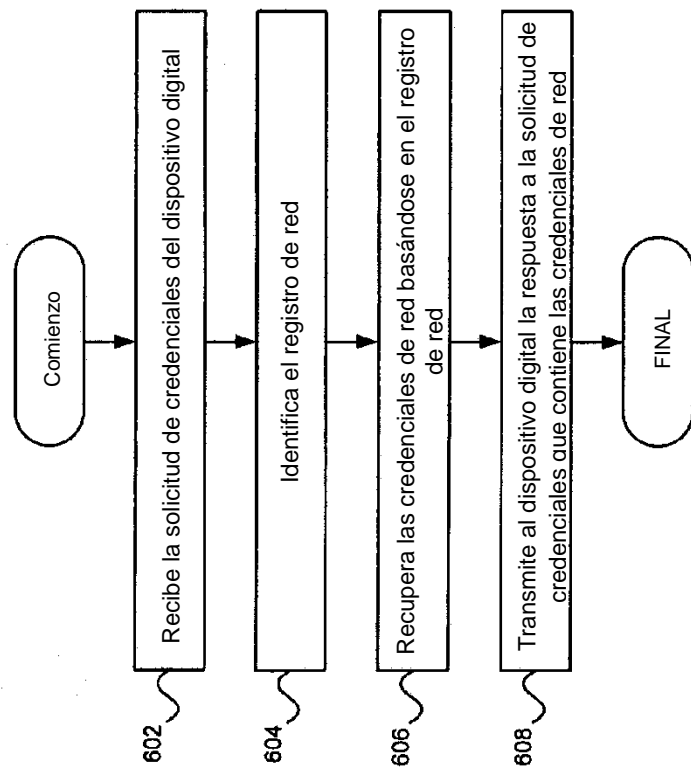 Comienzo
602
Recibe la solicitud de credenciales del dispositivo digital
604
Identifica el registro de red
606
Recupera las credenciales de red basándose en el registro
de red
608
Transmite al dispositivo digital la respuesta a la solicitud de
credenciales que contiene las credenciales de red
FINAL